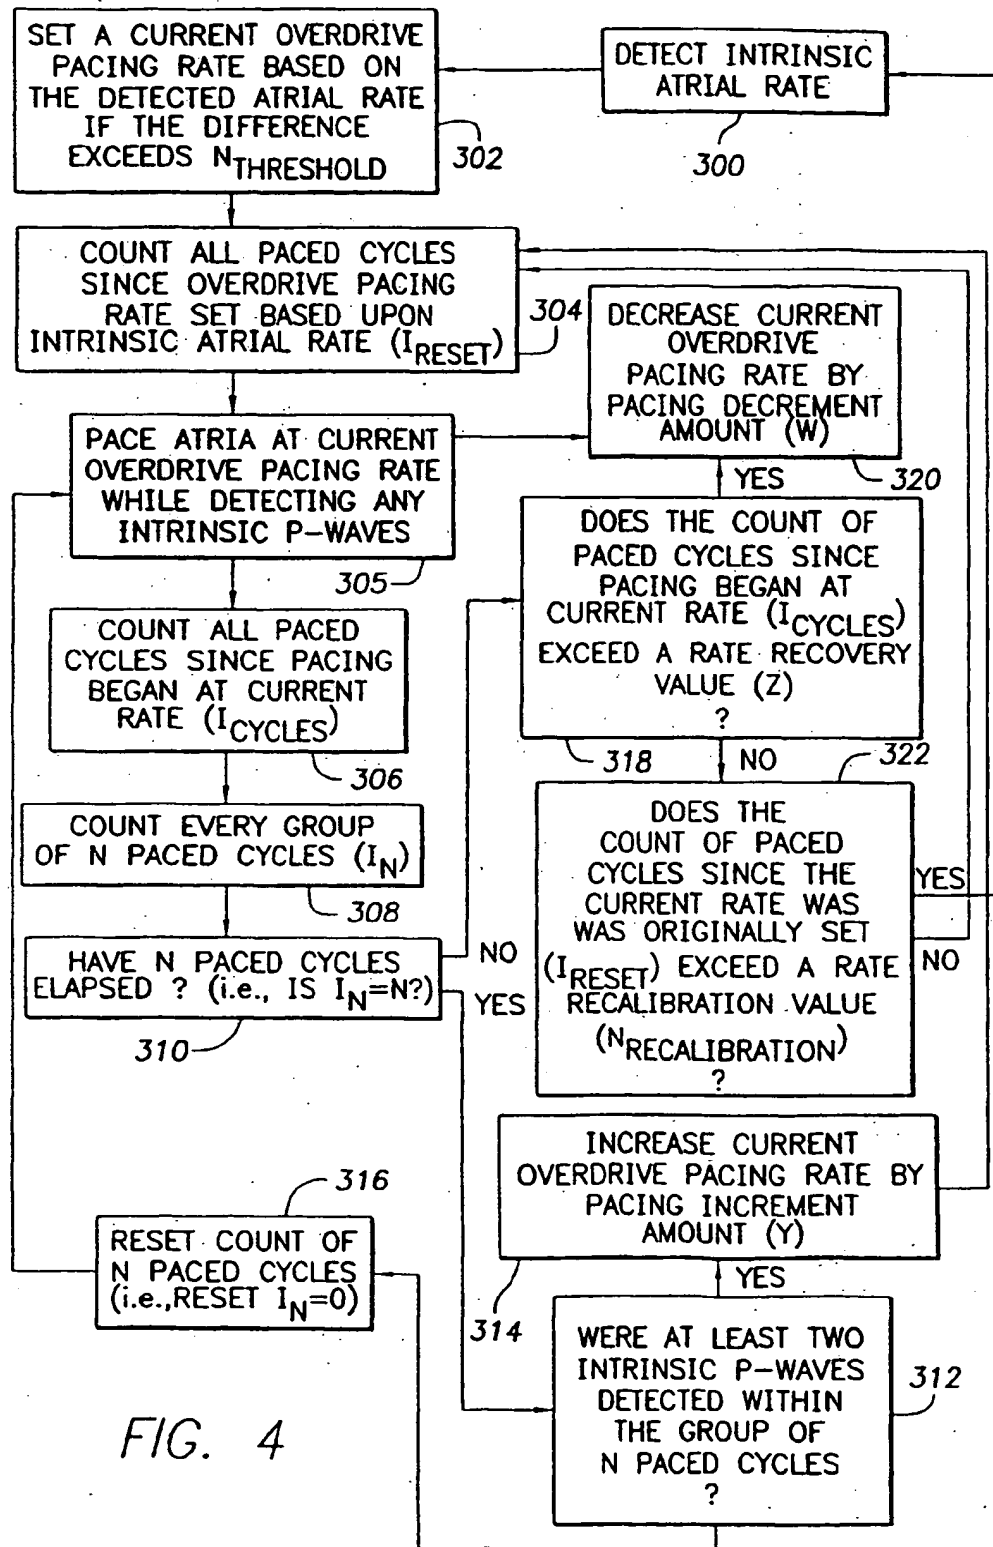 SET A CURRENT OVERDRIVE
PACING RATE BASED ON
THE DETECTED ATRIAL RATE
IF THE DIFFERENCE
EXCEEDS NTHRESHOLD
302
DETECT INTRINSIC
ATRIAL RATE
300
COUNT ALL PACED CYCLES
SINCE OVERDRIVE PACING
RATE SET BASED UPON
INTRINSIC ATRIAL RATE (IRESET)
304
DECREASE CURRENT
OVERDRIVE
PACING RATE BY
PACING DECREMENT
AMOUNT (W)
320
PACE ATRIA AT CURRENT
OVERDRIVE PACING RATE
WHILE DETECTING ANY
INTRINSIC P-WAVES
305
YES
DOES THE COUNT OF
PACED CYCLES SINCE
PACING BEGAN AT
CURRENT RATE (ICYCLES)
EXCEED A RATE RECOVERY
VALUE (Z)
?
318
NO
COUNT ALL PACED
CYCLES SINCE PACING
BEGAN AT CURRENT
RATE (ICYCLES)
306
322
DOES THE
COUNT OF PACED
CYCLES SINCE THE
CURRENT RATE WAS
WAS ORIGINALLY SET
(IRESET) EXCEED A RATE
RECALIBRATION VALUE
(NRECALIBRATION)
?
YES
NO
COUNT EVERY GROUP
OF N PACED CYCLES (IN)
308
HAVE N PACED CYCLES
ELAPSED ? (i.e., IS IN=N?)
310
NO
YES
INCREASE CURRENT
OVERDRIVE PACING RATE BY
PACING INCREMENT
AMOUNT (Y)
314
YES
316
RESET COUNT OF
N PACED CYCLES
(i.e.,RESET IN=0)
WERE AT LEAST TWO
INTRINSIC P-WAVES
DETECTED WITHIN
THE GROUP OF
N PACED CYCLES
?
312
FIG. 4